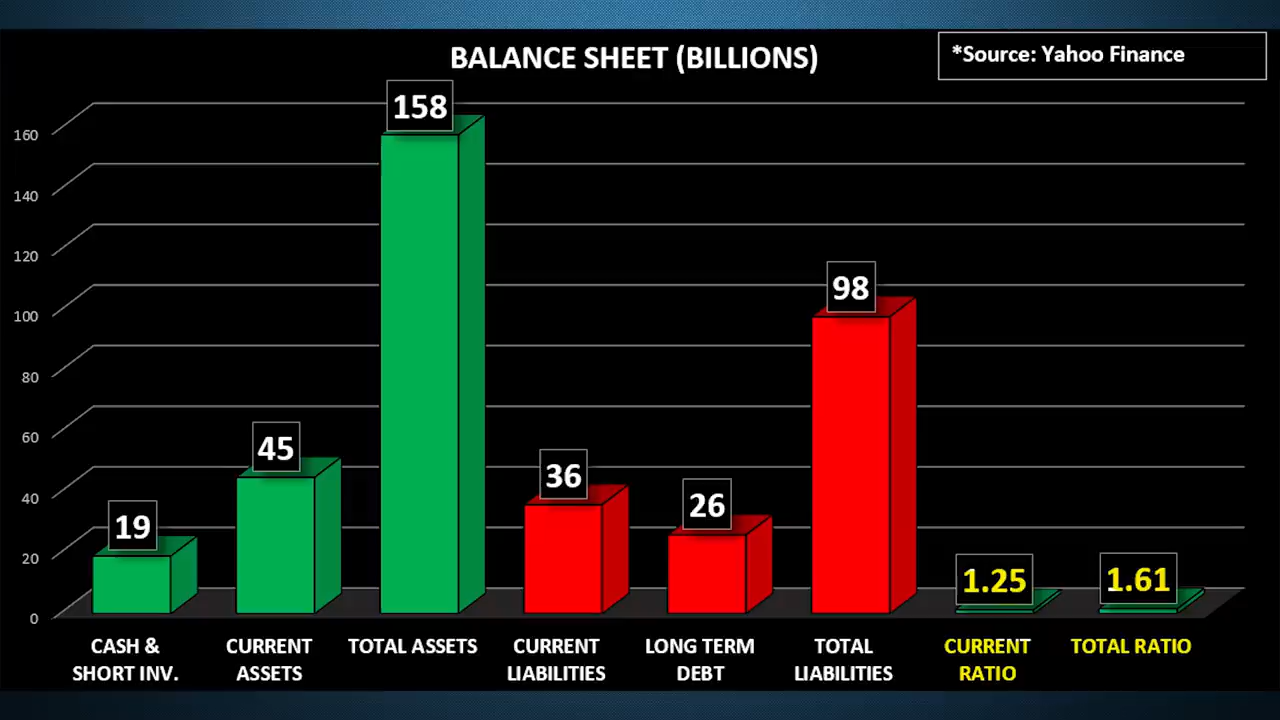 BALANCE SHEET (BILLIONS)
*Source: Yahoo Finance
160
140
120
100
80
60
40
20
0
19
45
158
36
26
98
1.25
1.61
CASH &
SHORT INV.
CURRENT
ASSETS
TOTAL ASSETS
CURRENT
LIABILITIES
LONG TERM
DEBT
TOTAL
LIABILITIES
CURRENT
RATIO
TOTAL RATIO